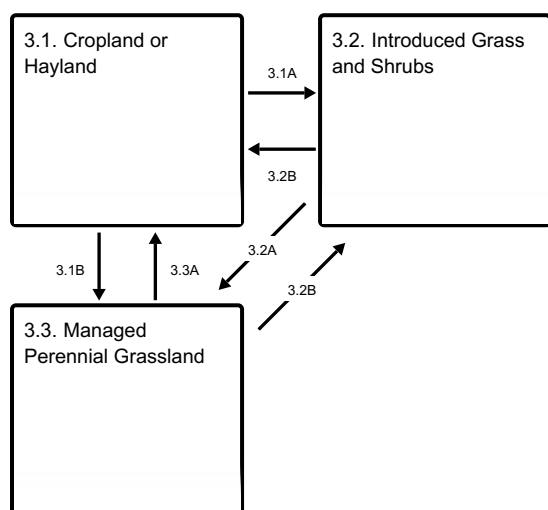 3.1. Cropland or
Hayland
3.2. Introduced Grass
and Shrubs
3.1A
3.2B
3.2A
3.1B
3.3A
3.2B
3.3. Managed
Perennial Grassland